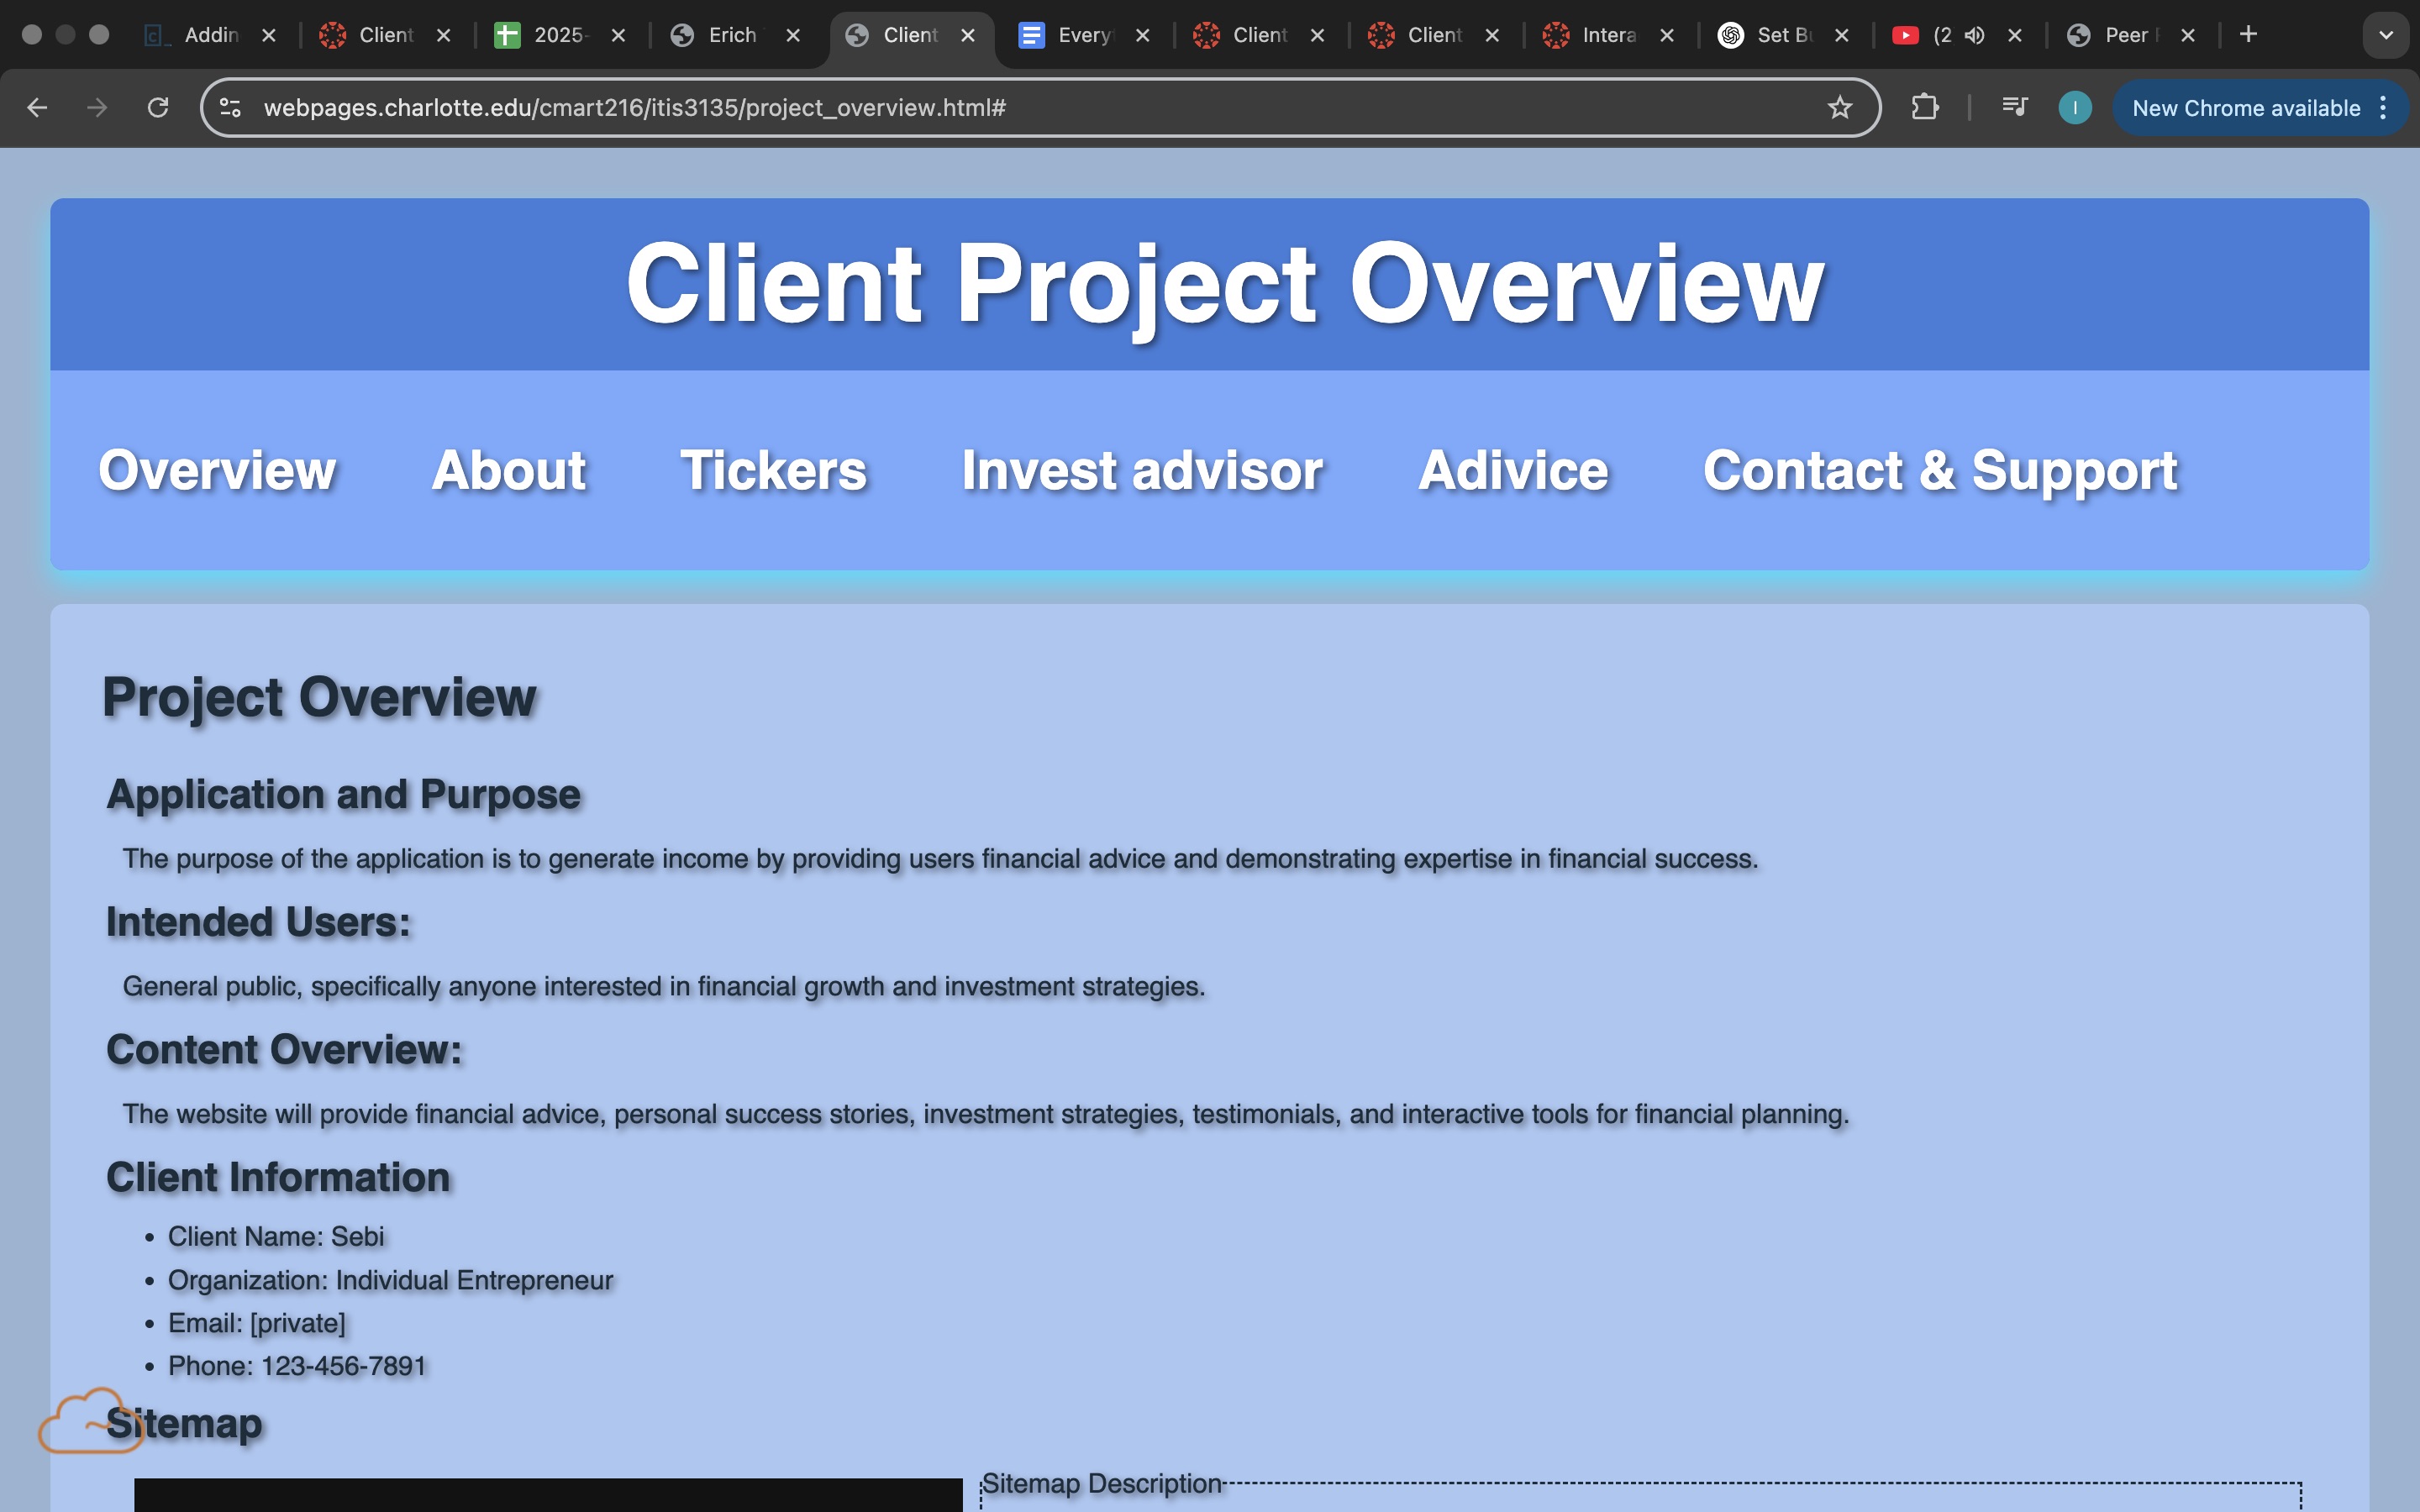 Addin
Client
2025-
Erich
Client
Every
Client
Client
Intera
Set Bu
(2
Peer
webpages.charlotte.edu/cmart216/itis3135/project_overview.html#
I
New Chrome available
Client Project Overview
Overview About Tickers Invest advisor Adivice Contact & Support
Project Overview
Application and Purpose
The purpose of the application is to generate income by providing users financial advice and demonstrating expertise in financial success.
Intended Users:
General public, specifically anyone interested in financial growth and investment strategies.
Content Overview:
The website will provide financial advice, personal success stories, investment strategies, testimonials, and interactive tools for financial planning.
Client Information
• Client Name: Sebi
• Organization: Individual Entrepreneur
• Email: [private]
• Phone: 123-456-7891
Sitemap
Sitemap Description